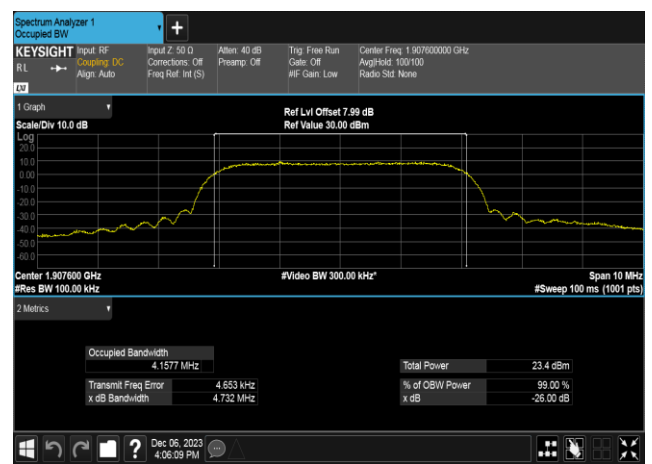 Spectrum Analyzer 1
Occupied BW
+
KEYSIGHT Input: RF Input Z: 50 Ω Atten: 40 dB Trig: Free Run Center Freq: 1.907600000 GHz
RL Coupling: DC Corrections: Off Preamp: Off Gate: Off Avg|Hold: 100/100
Align: Auto Freq Ref: Int (S) #IF Gain: Low Radio Std: None
LXI
1 Graph Ref Lvl Offset 7.99 dB
Scale/Div 10.0 dB Ref Value 30.00 dBm
Log
20.0
10.0
0.00
-10.0
-20.0
-30.0
-40.0
-50.0
-60.0
Center 1.907600 GHz #Video BW 300.00 kHz* Span 10 MHz
#Res BW 100.00 kHz #Sweep 100 ms (1001 pts)
2 Metrics
Occupied Bandwidth
4.1577 MHz Total Power 23.4 dBm
Transmit Freq Error 4.653 kHz % of OBW Power 99.00 %
x dB Bandwidth 4.732 MHz x dB -26.00 dB
? Dec 06, 2023
4:06:09 PM